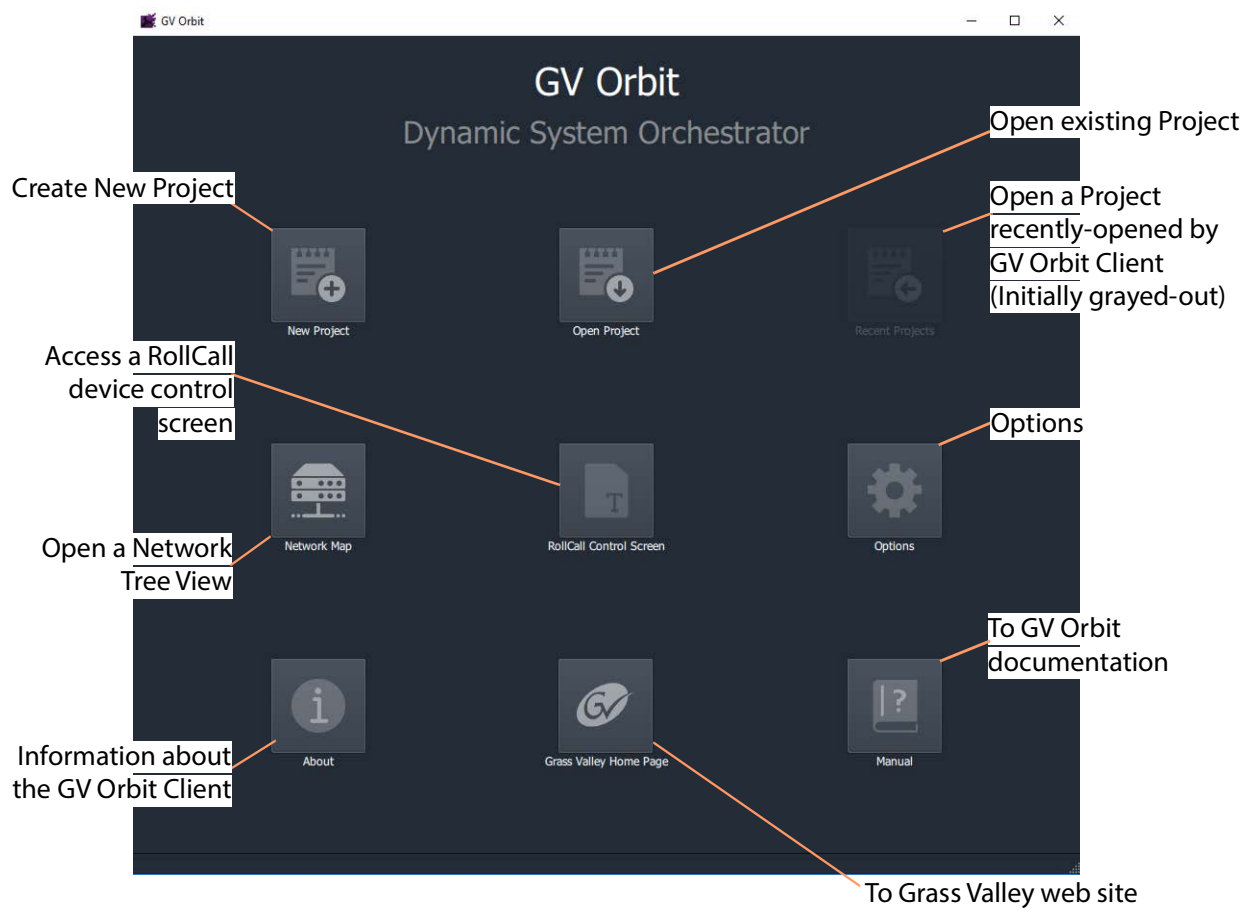 GV Orbit
GV Orbit
Dynamic System Orchestrator
Open existing Project
Create New Project
Open a Project
recently-opened by
GV Orbit Client
(Initially grayed-out)
New Project
Open Project
Recent Projects
Access a RollCall
device control
screen
Options
T
Network Map
RollCall Control Screen
Options
Open a Network
Tree View
To GV Orbit
documentation
i
GV
?
Information about
the GV Orbit Client
About
Grass Valley Home Page
Manual
To Grass Valley web site